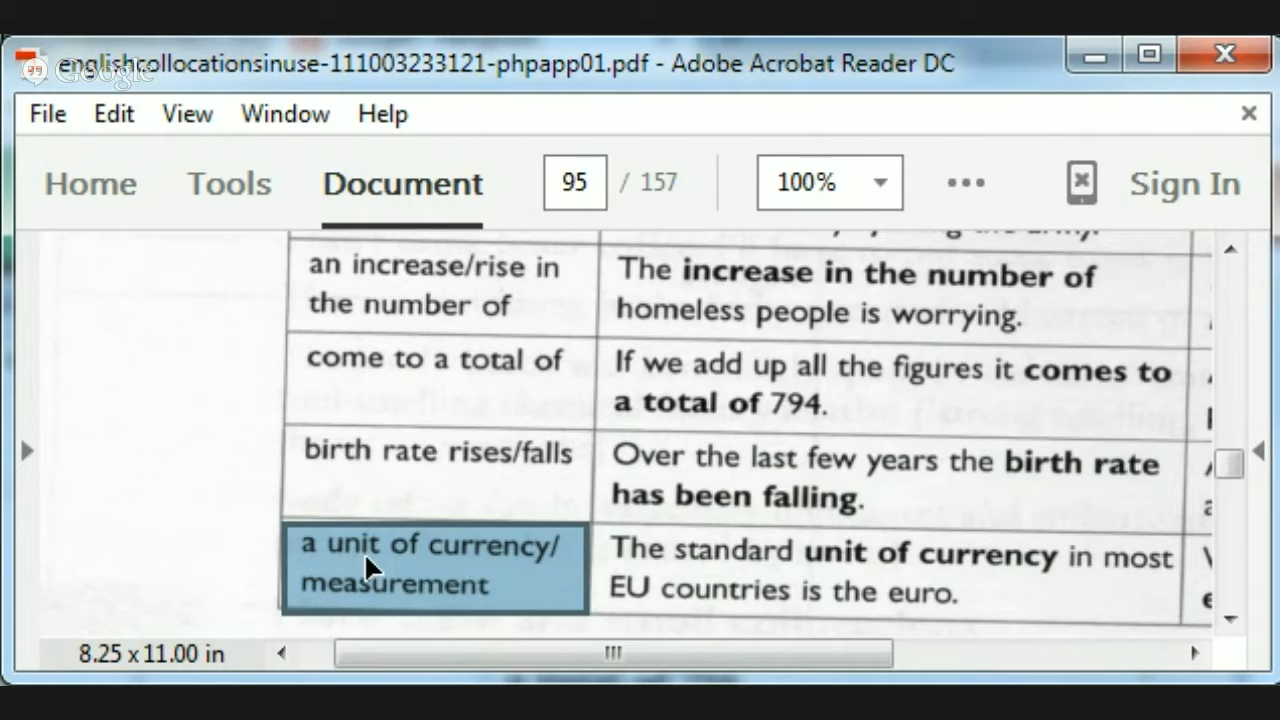 englishcollocationsinuse-111003233121-phpapp01.pdf - Adobe Acrobat Reader DC
Google
File Edit View Window Help
Home Tools Document 95 / 157 100% Sign In
an increase/rise in
the number of
The increase in the number of
homeless people is worrying.
come to a total of
If we add up all the figures it comes to
a total of 794.
birth rate rises/falls
Over the last few years the birth rate
has been falling.
a unit of currency/
measurement
The standard unit of currency in most
EU countries is the euro.
8.25 x 11.00 in